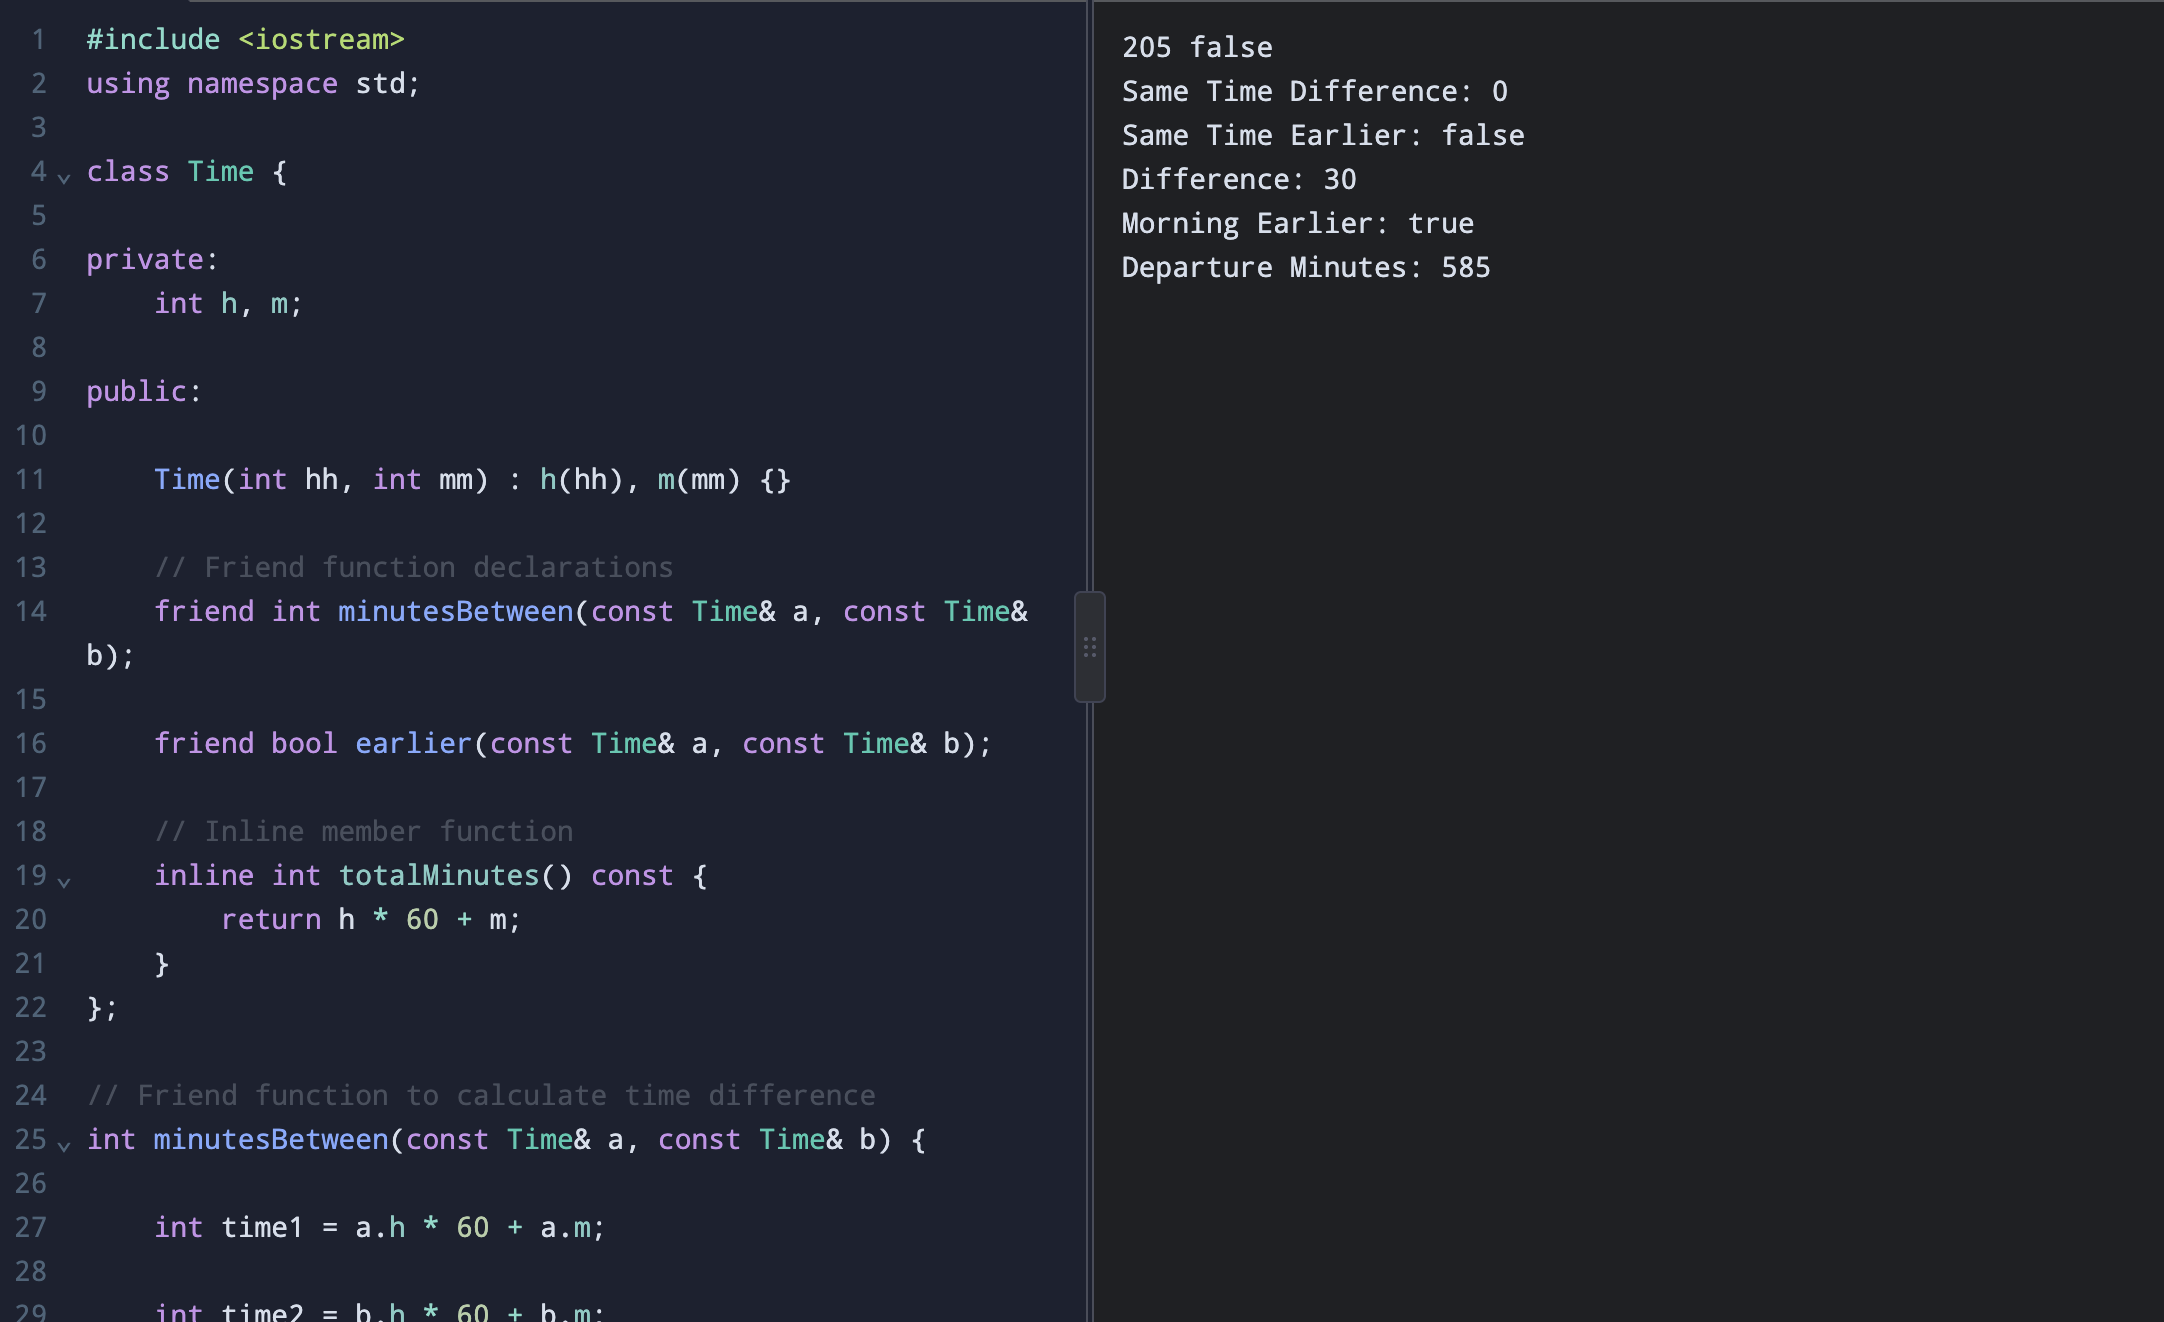 1 #include <iostream>
2 using namespace std;
3
4 class Time {
5
6 private:
7     int h, m;
8
9 public:
10
11     Time(int hh, int mm) : h(hh), m(mm) {}
12
13     // Friend function declarations
14     friend int minutesBetween(const Time& a, const Time&
b);
15
16     friend bool earlier(const Time& a, const Time& b);
17
18     // Inline member function
19     inline int totalMinutes() const {
20         return h * 60 + m;
21     }
22 };
23
24 // Friend function to calculate time difference
25 int minutesBetween(const Time& a, const Time& b) {
26
27     int time1 = a.h * 60 + a.m;
28
29     int time2 = b.h * 60 + b.m;
205 false
Same Time Difference: 0
Same Time Earlier: false
Difference: 30
Morning Earlier: true
Departure Minutes: 585